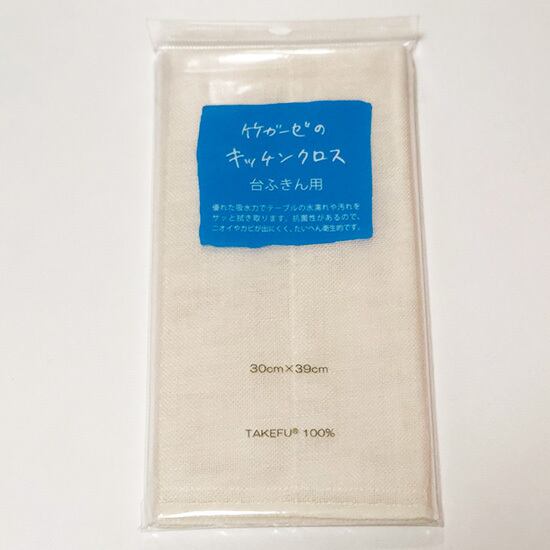 竹ガーゼの
キッチンクロス
台ふきん用
優れた吸水力でテーブルの水濡れや汚れを
サッと拭き取ります。抗菌性があるので、
ニオイやカビが出にくく、たいへん衛生的です。
30cm×39cm
TAKEFU® 100%